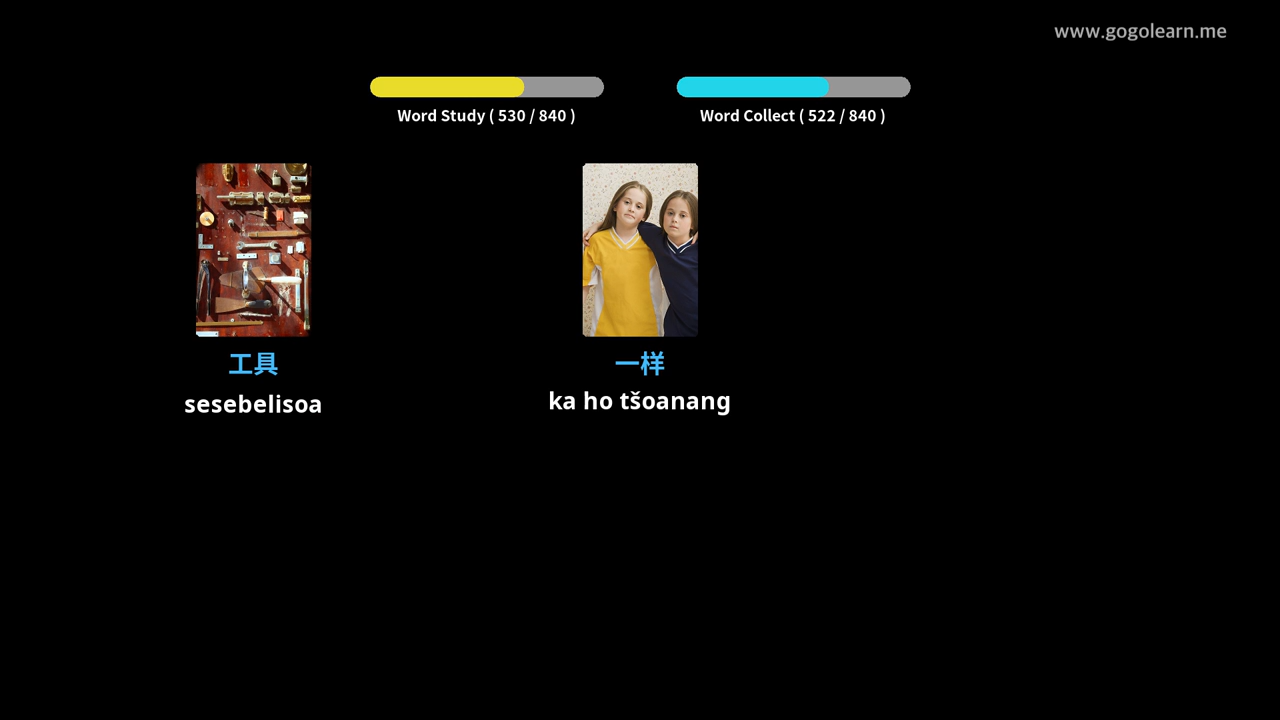 www.gogolearn.me
Word Study ( 530 / 840 )
Word Collect ( 522 / 840 )
工具
sesebelisoa
一样
ka ho tšoanang